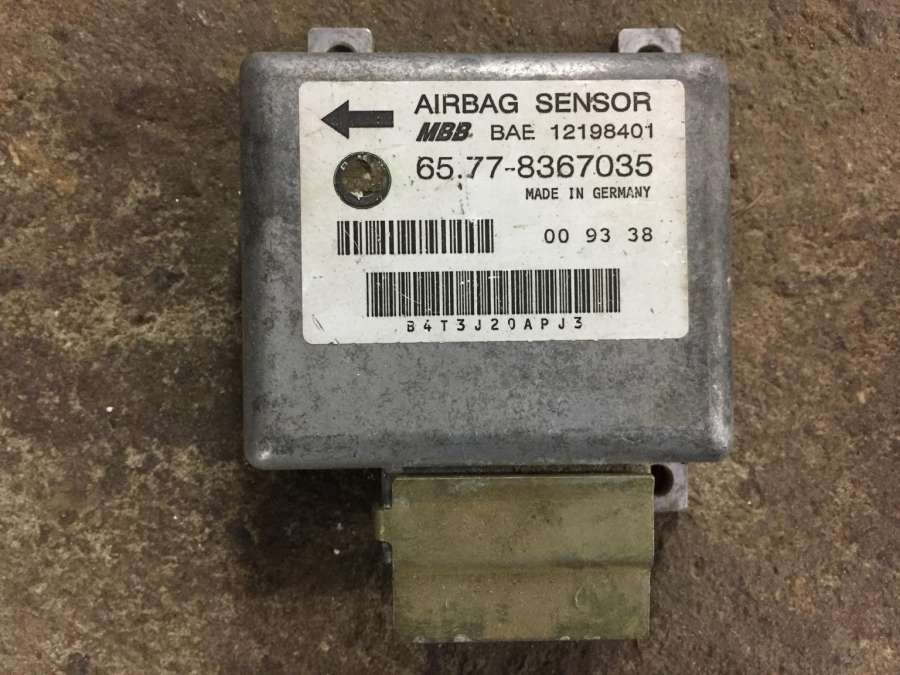 AIRBAG SENSOR
MBB BAE 12198401
65.77-8367035
MADE IN GERMANY
00 93 38
B4T3J20APJ3